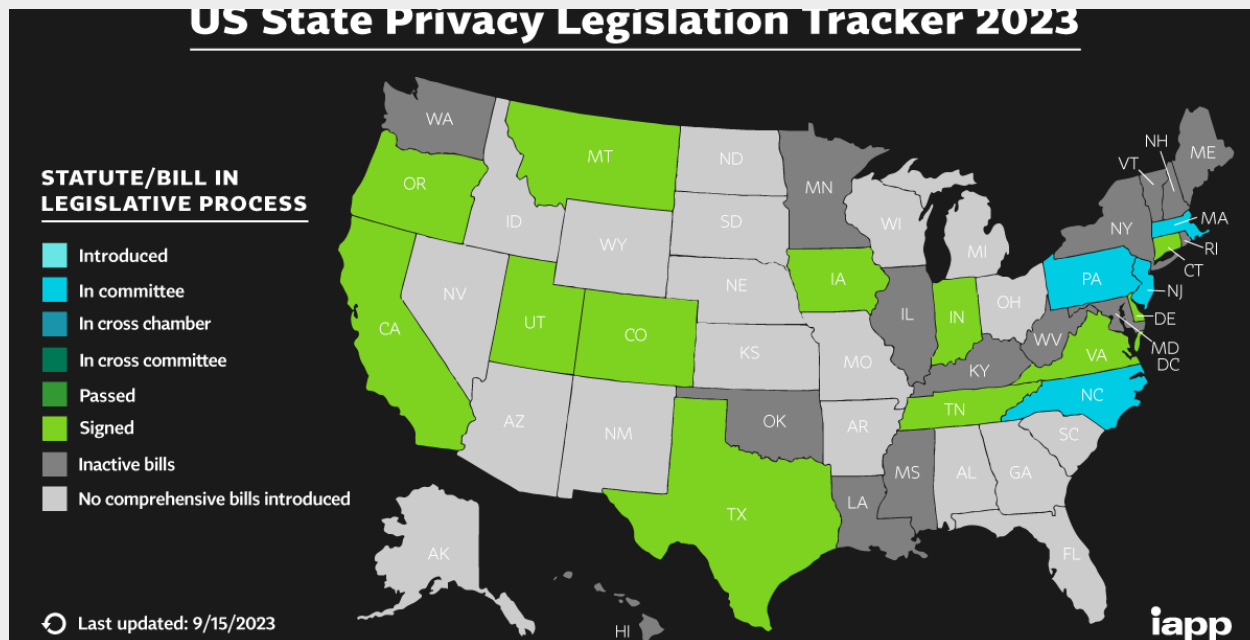 US State Privacy Legislation Tracker 2023
STATUTE/BILL IN
LEGISLATIVE PROCESS
Introduced
In committee
In cross chamber
In cross committee
Passed
Signed
Inactive bills
No comprehensive bills introduced
Last updated: 9/15/2023
WA
OR
CA
NV
ID
MT
WY
UT
CO
AZ
NM
ND
SD
NE
KS
OK
TX
MN
IA
MO
AR
LA
WI
IL
MI
IN
OH
KY
TN
MS
AL
GA
FL
SC
NC
VA
WV
PA
NY
VT
NH
ME
MA
RI
CT
NJ
DE
MD
DC
AK
HI
iapp